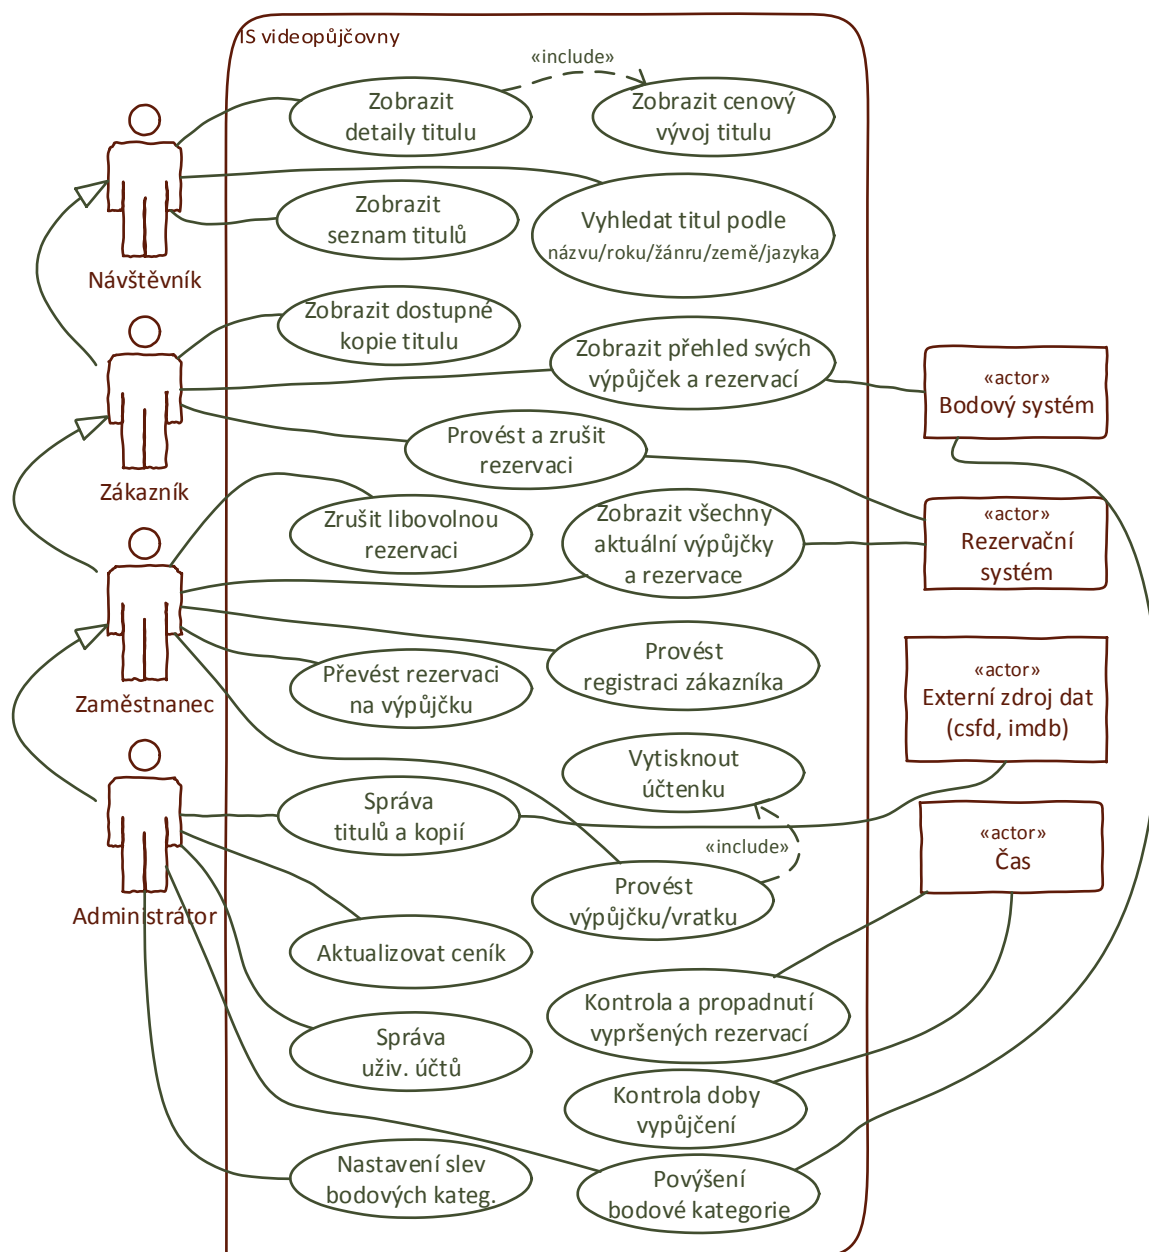 IS videopůjčovny
«include»
Zobrazit
detaily titulu
Zobrazit cenový
vývoj titulu
Zobrazit
seznam titulů
Vyhledat titul podle
názvu/roku/žánru/země/jazyka
Návštěvník
Zobrazit dostupné
kopie titulu
Zobrazit přehled svých
výpůjček a rezervací
«actor»
Bodový systém
Provést a zrušit
rezervaci
Zákazník
Zrušit libovolnou
rezervaci
Zobrazit všechny
aktuální výpůjčky
a rezervace
«actor»
Rezervační
systém
Provést
registraci zákazníka
Převést rezervaci
na výpůjčku
«actor»
Externí zdroj dat
(csfd, imdb)
Zaměstnanec
Vytisknout
účtenku
Správa
titulů a kopií
«include»
«actor»
Čas
Provést
výpůjčku/vratku
Administrátor
Aktualizovat ceník
Kontrola a propadnutí
vypršených rezervací
Správa
uživ. účtů
Kontrola doby
vypůjčení
Nastavení slev
bodových kateg.
Povýšení
bodové kategorie